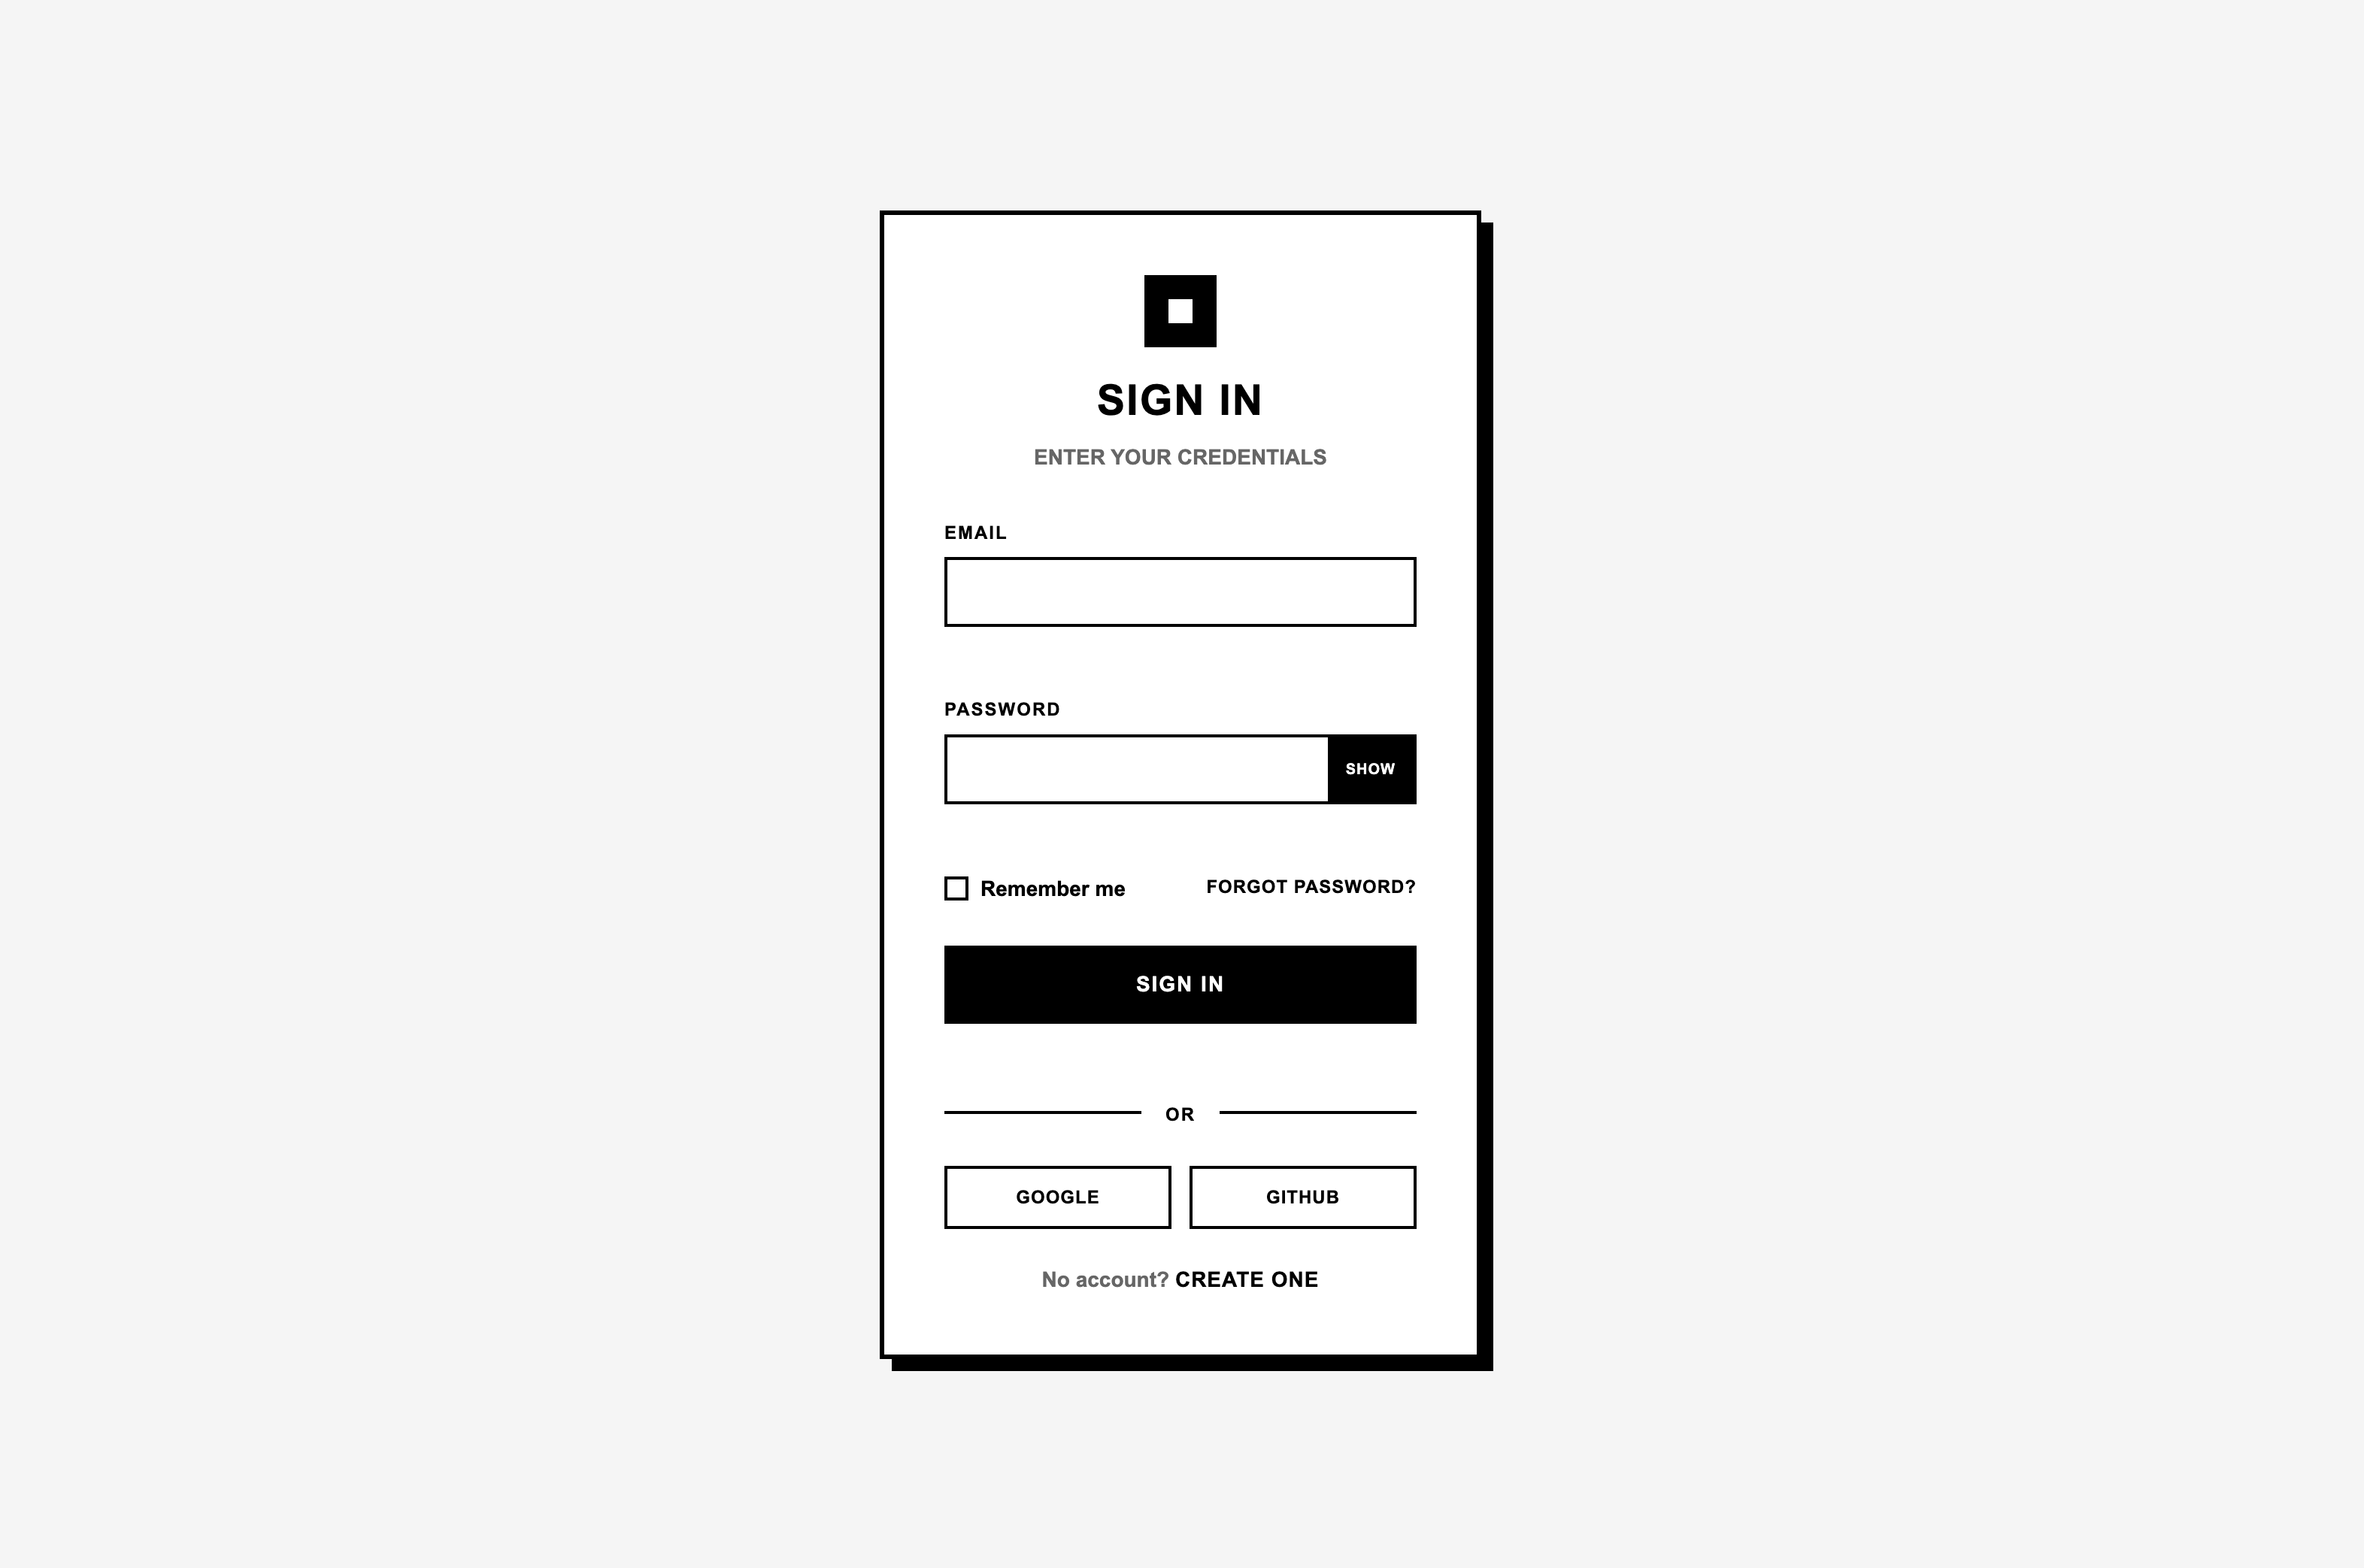 SIGN IN
ENTER YOUR CREDENTIALS
EMAIL
PASSWORD
SHOW
Remember me
FORGOT PASSWORD?
SIGN IN
OR
GOOGLE
GITHUB
No account? CREATE ONE